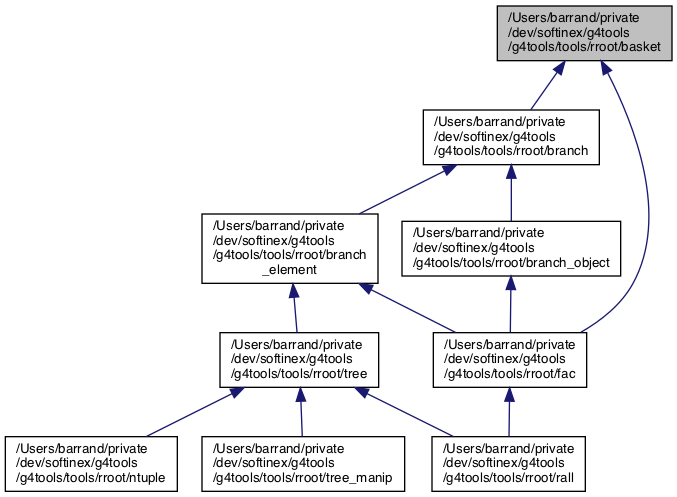 /Users/barrand/private
/dev/softinex/g4tools
/g4tools/tools/rroot/basket
/Users/barrand/private
/dev/softinex/g4tools
/g4tools/tools/rroot/branch
/Users/barrand/private
/dev/softinex/g4tools
/g4tools/tools/rroot/branch
_element
/Users/barrand/private
/dev/softinex/g4tools
/g4tools/tools/rroot/branch_object
/Users/barrand/private
/dev/softinex/g4tools
/g4tools/tools/rroot/tree
/Users/barrand/private
/dev/softinex/g4tools
/g4tools/tools/rroot/fac
/Users/barrand/private
/dev/softinex/g4tools
/g4tools/tools/rroot/ntuple
/Users/barrand/private
/dev/softinex/g4tools
/g4tools/tools/rroot/tree_manip
/Users/barrand/private
/dev/softinex/g4tools
/g4tools/tools/rroot/rall